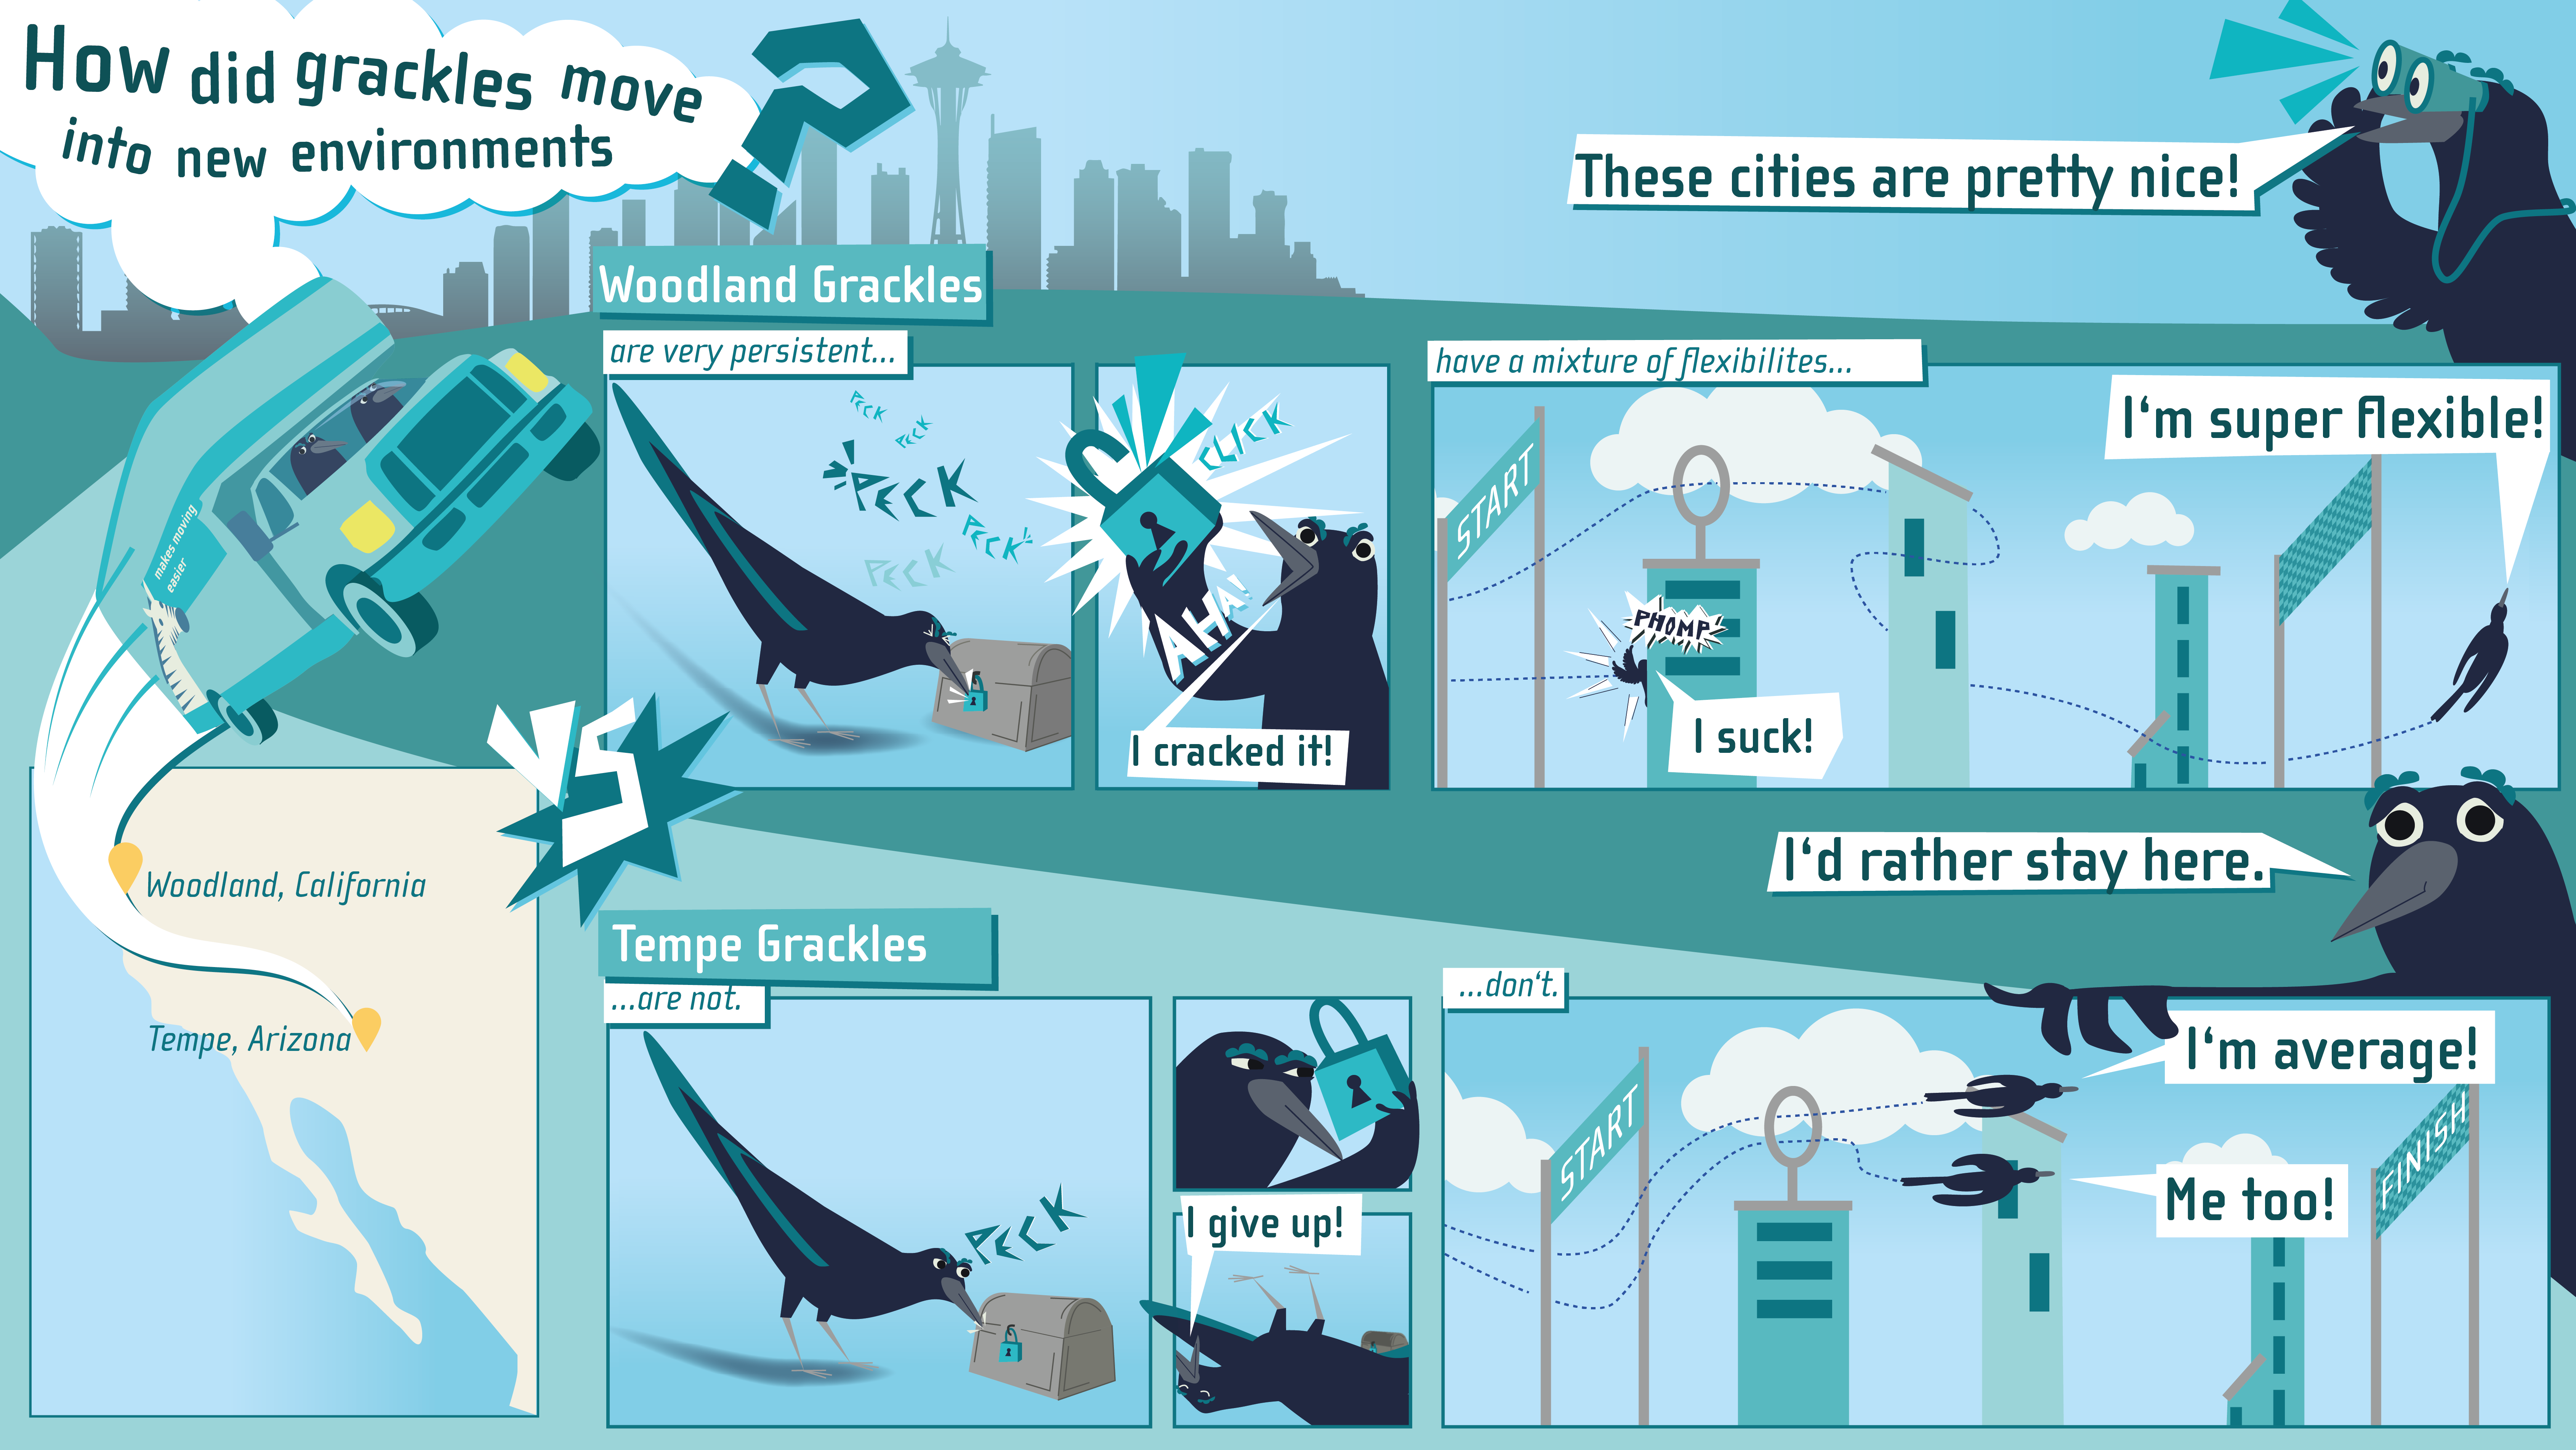 How did grackles move
into new environments
?
These cities are pretty nice!
Woodland Grackles
are very persistent...
PECK
PECK
PECK
PECK
PECK
CLICK
AHA!
I cracked it!
have a mixture of flexibilites...
START
PHOMP!
I suck!
I'm super flexible!
makes moving
easier
VS
Woodland, California
Tempe, Arizona
I'd rather stay here.
Tempe Grackles
...are not.
PECK
I give up!
...don't.
START
I'm average!
Me too!
FINISH